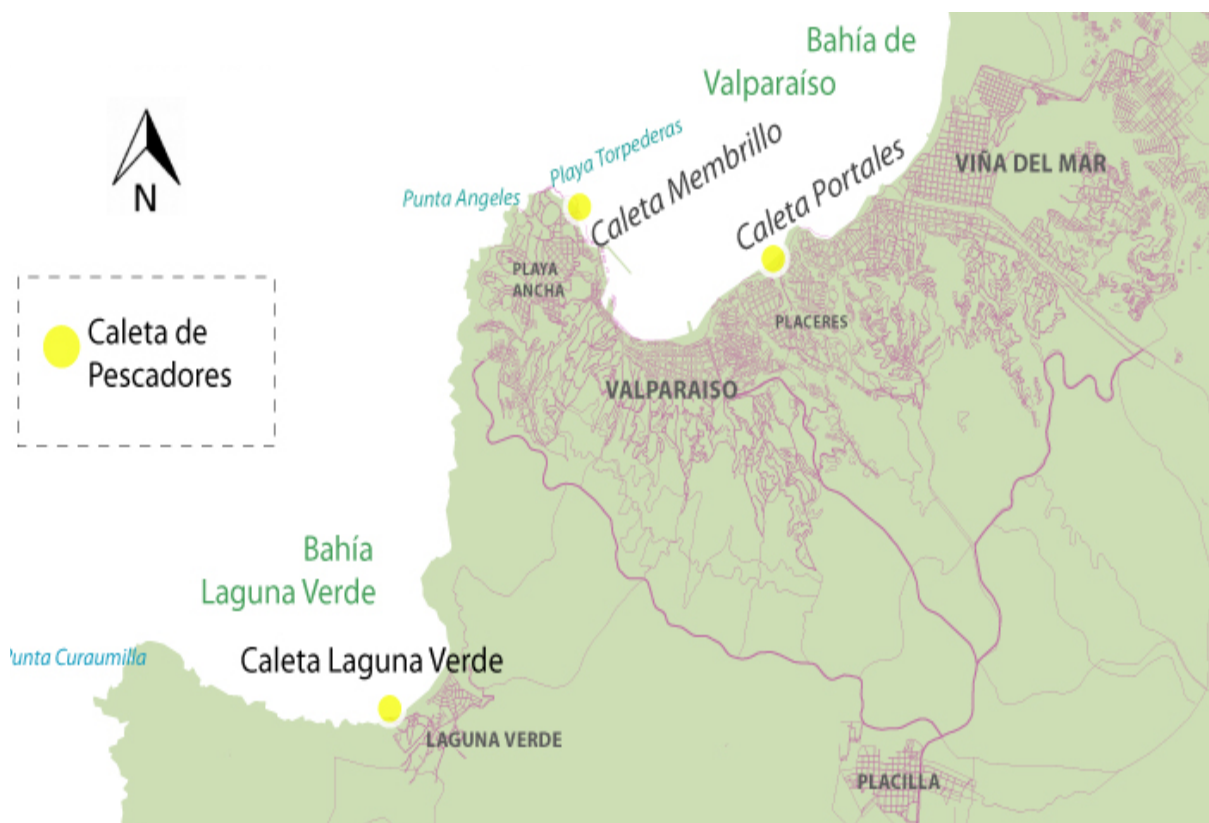 Bahía de
Valparaíso
Playa Torpederas
Caleta Membrillo
Caleta Portales
VIÑA DEL MAR
Punta Angeles
N
PLAYA
ANCHA
PLACERES
Caleta de
Pescadores
VALPARAISO
Bahía
Laguna Verde
Punta Curaumilla
Caleta Laguna Verde
LAGUNA VERDE
PLACILLA